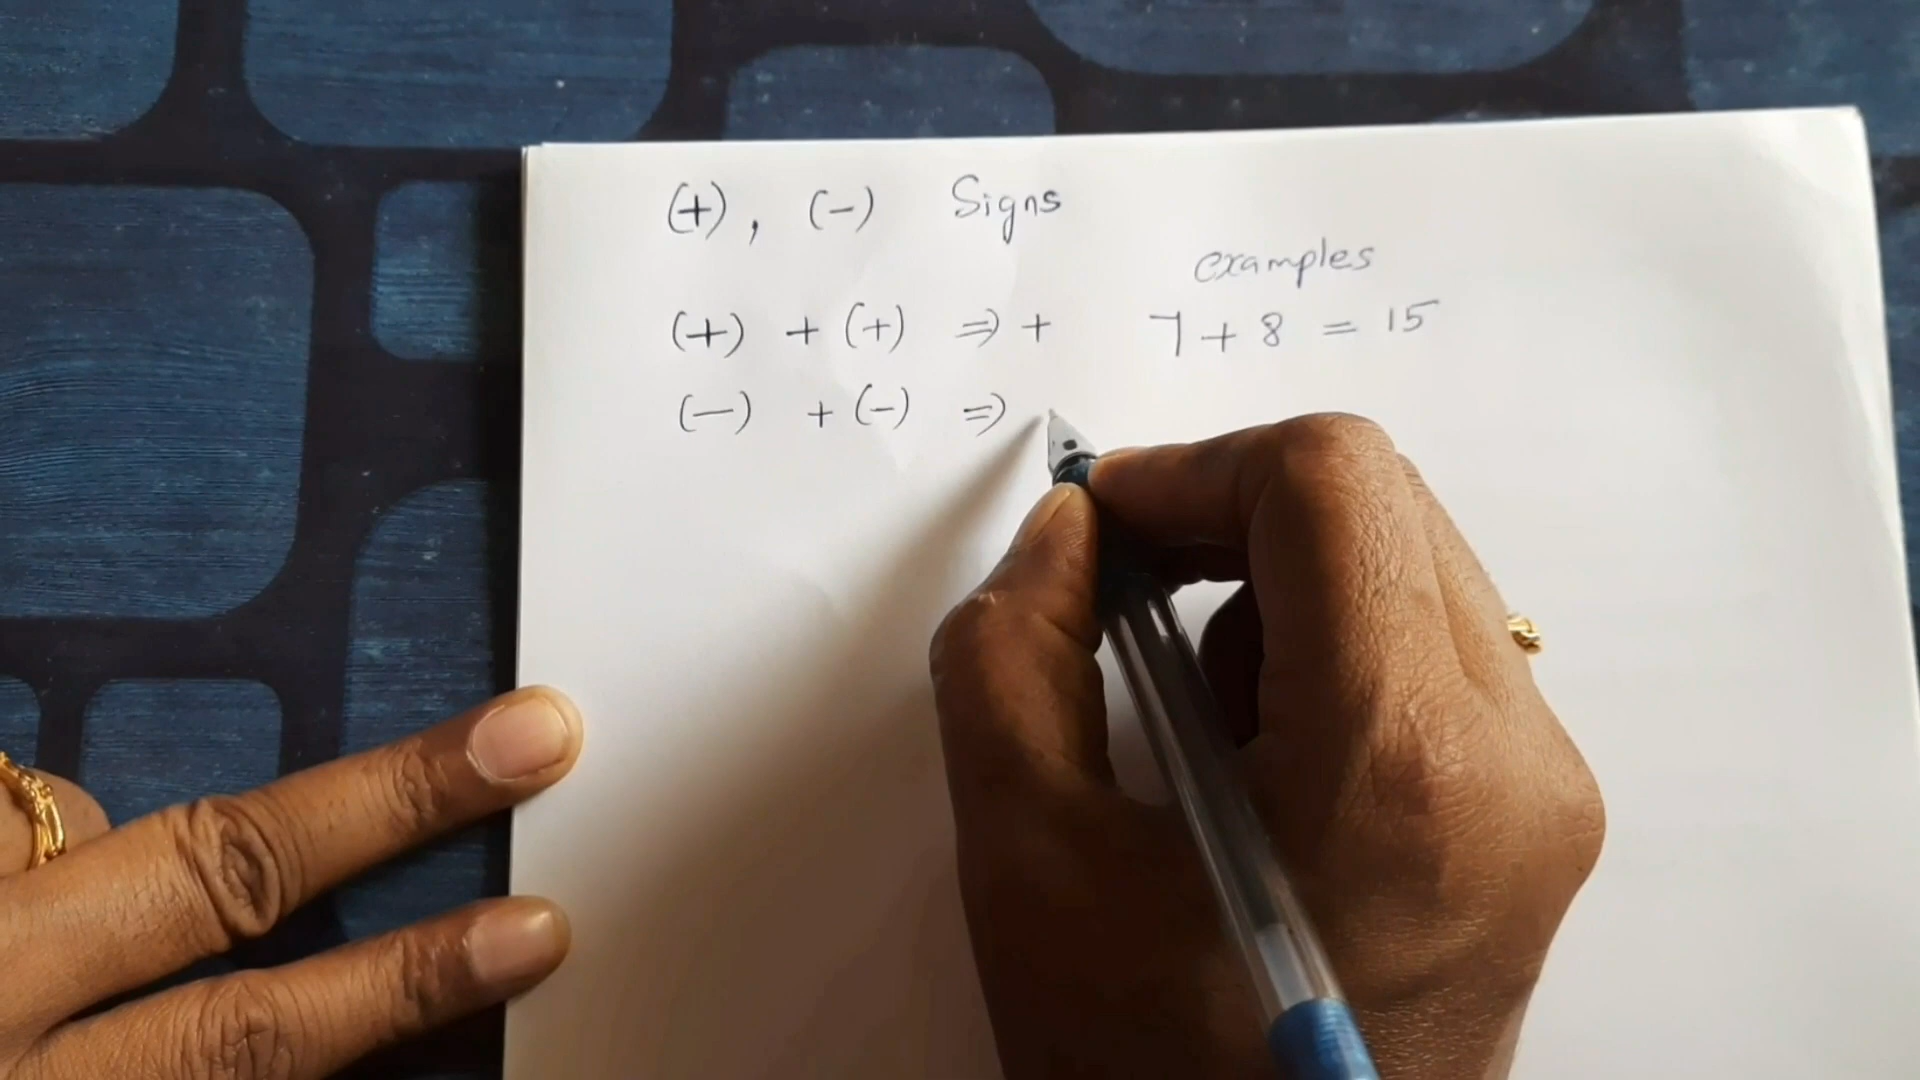 (+), (-) Signs
examples
(+) + (+) ⇒ + 7 + 8 = 15
(-) + (-) ⇒